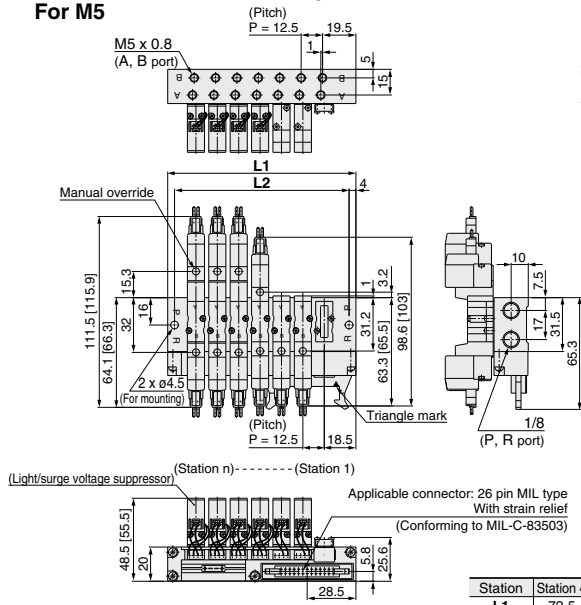 For M5
(Pitch)
P = 12.5
19.5
1
M5 x 0.8
(A, B port)
5
15
B
B
A
A
L1
L2
4
Manual override
111.5 [115.9]
15.3
64.1 [66.3]
32
16
P
R
P
R
1
3.2
31.2
63.3 [65.5]
98.6 [103]
10
7.5
17
31.5
65.3
2 x ø4.5
(For mounting)
Triangle mark
(Pitch)
P = 12.5
18.5
1/8
(P, R port)
(Station n)-------(Station 1)
(Light/surge voltage suppressor)
Applicable connector: 26 pin MIL type
With strain relief
(Conforming to MIL-C-83503)
48.5 [55.5]
20
5.8
25.6
28.5
Station
L1